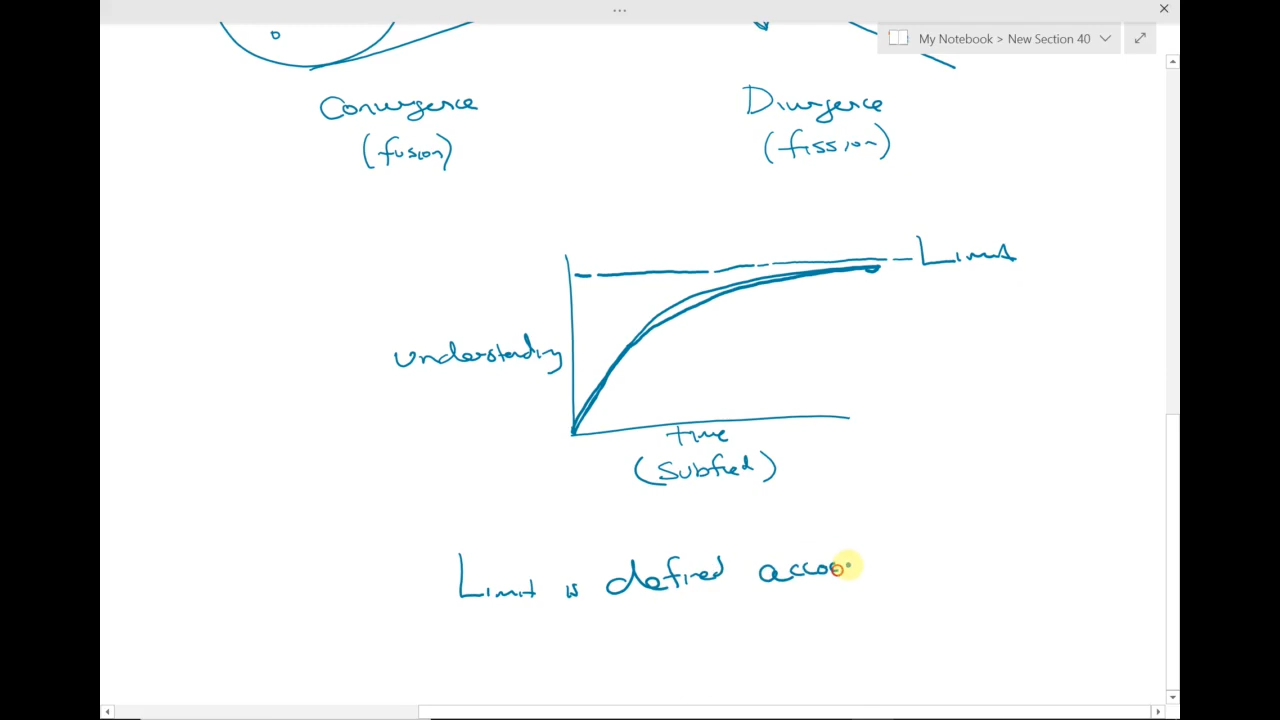 My Notebook > New Section 40
Convergence
(fusion)
Divergence
(fission)
Limit
understanding
time
(Subfield)
Limit is defined acco